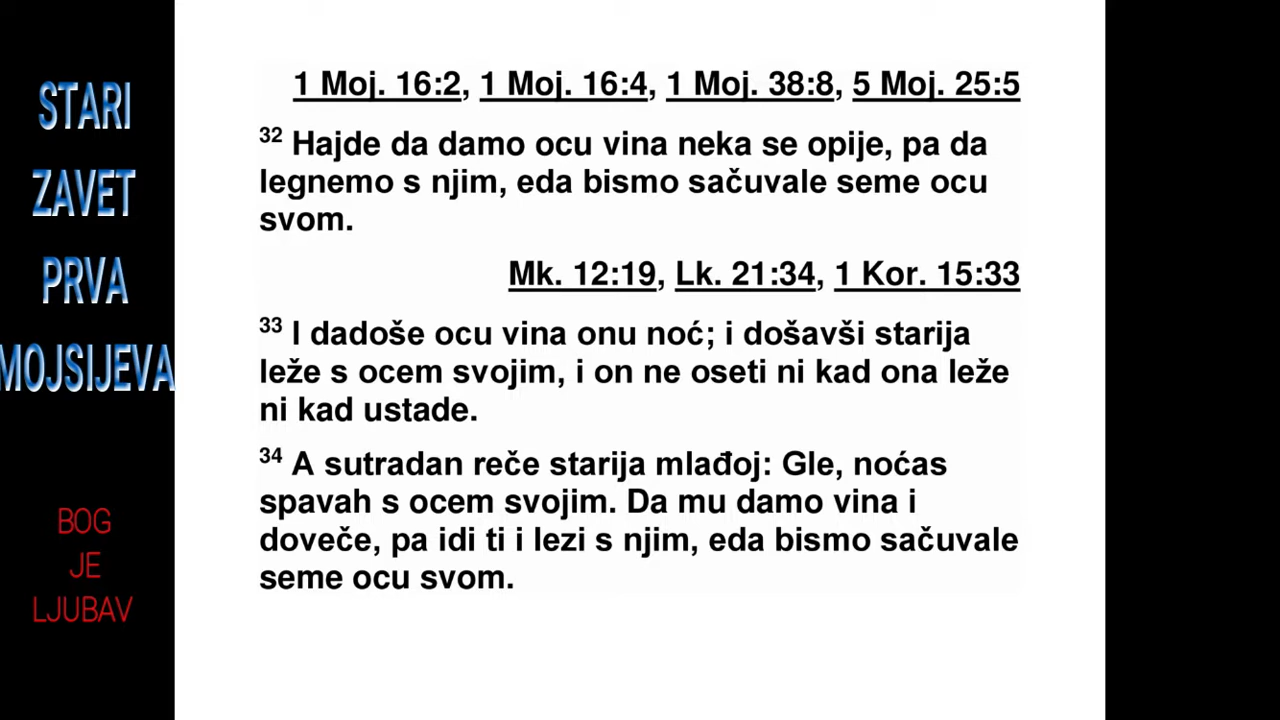 STARI
ZAVET
PRVA
MOJSIJEVA
BOG
JE
LJUBAV
1 Moj. 16:2, 1 Moj. 16:4, 1 Moj. 38:8, 5 Moj. 25:5
32 Hajde da damo ocu vina neka se opije, pa da
legnemo s njim, eda bismo sačuvale seme ocu
svom.
Mk. 12:19, Lk. 21:34, 1 Kor. 15:33
33 I dadoše ocu vina onu noć; i došavši starija
leže s ocem svojim, i on ne oseti ni kad ona leže
ni kad ustade.
34 A sutradan reče starija mlađoj: Gle, noćas
spavah s ocem svojim. Da mu damo vina i
doveče, pa idi ti i lezi s njim, eda bismo sačuvale
seme ocu svom.